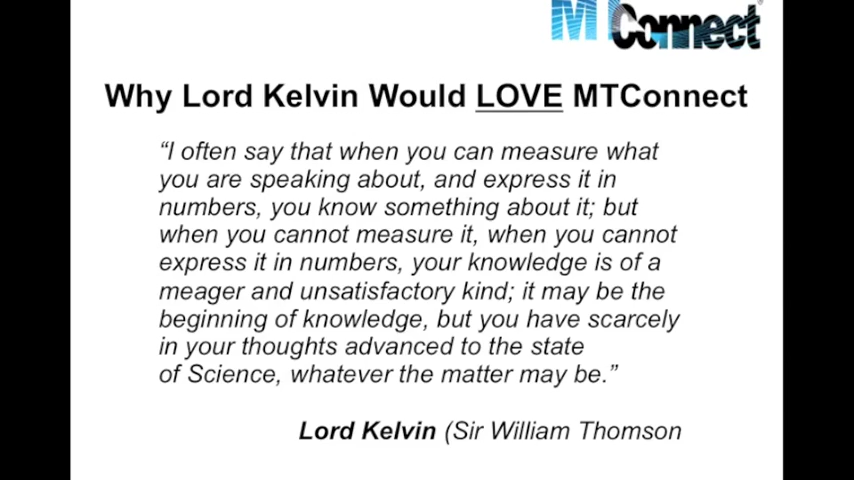 MTConnect®
Why Lord Kelvin Would LOVE MTConnect
“I often say that when you can measure what
you are speaking about, and express it in
numbers, you know something about it; but
when you cannot measure it, when you cannot
express it in numbers, your knowledge is of a
meager and unsatisfactory kind; it may be the
beginning of knowledge, but you have scarcely
in your thoughts advanced to the state
of Science, whatever the matter may be.”
Lord Kelvin (Sir William Thomson